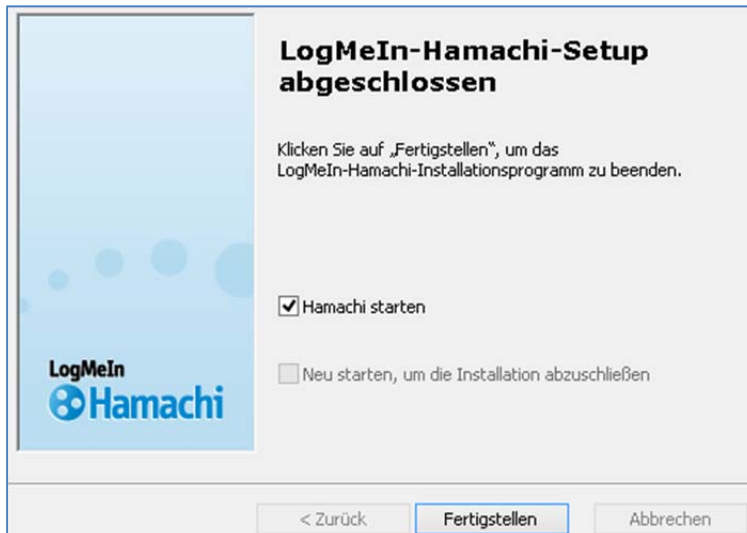 LogMeIn-Hamachi-Setup
abgeschlossen
Klicken Sie auf „Fertigstellen“, um das
LogMeIn-Hamachi-Installationsprogramm zu beenden.
Hamachi starten
Neu starten, um die Installation abzuschließen
LogMeIn
Hamachi
< Zurück
Fertigstellen
Abbrechen